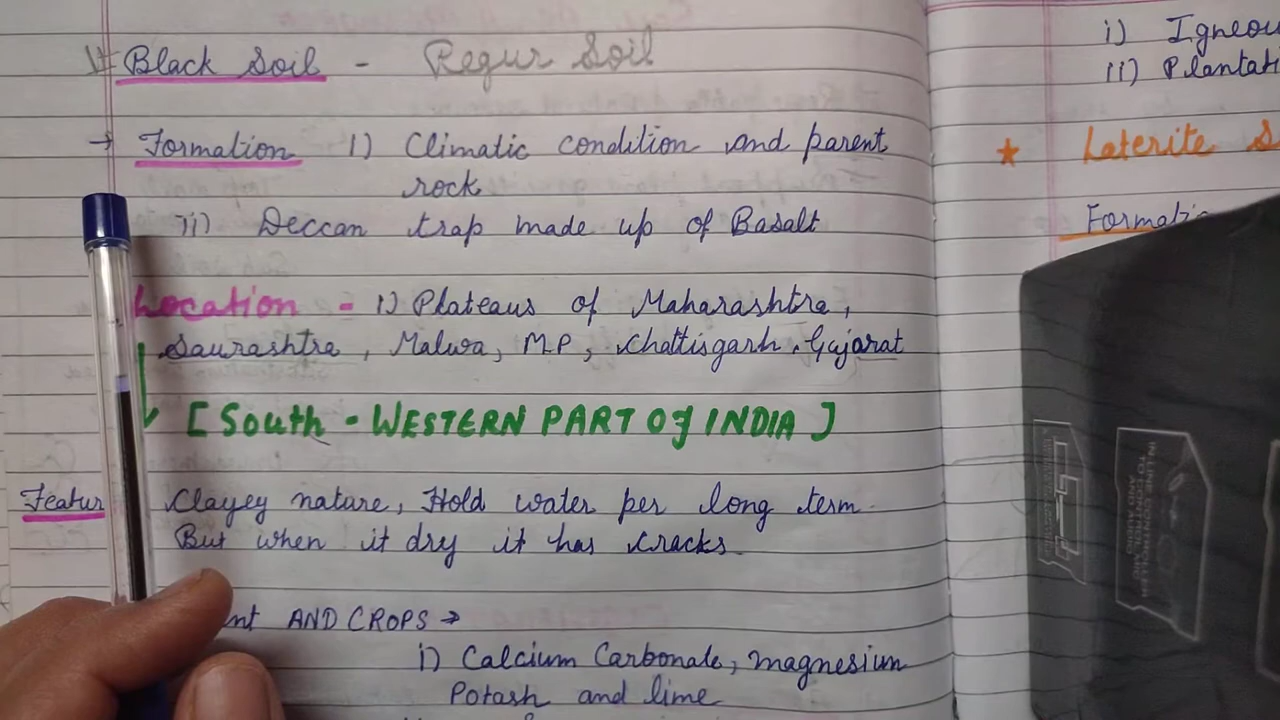 Black Soil - Regur Soil
→ Formation i) Climatic condition and parent
rock
ii) Deccan trap made up of Basalt
Location - i) Plateaus of Maharashtra,
Saurashtra, Malwa, M.P, Chattisgarh, Gujarat
[South - WESTERN PART Of INDIA]
Featur Clayey nature, Hold water per long term.
But when it dry it has cracks.
AND CROPS →
i) Calcium Carbonate, magnesium
Potash and lime
i) Igneou
ii) Plantati
★ Laterite S
Formati